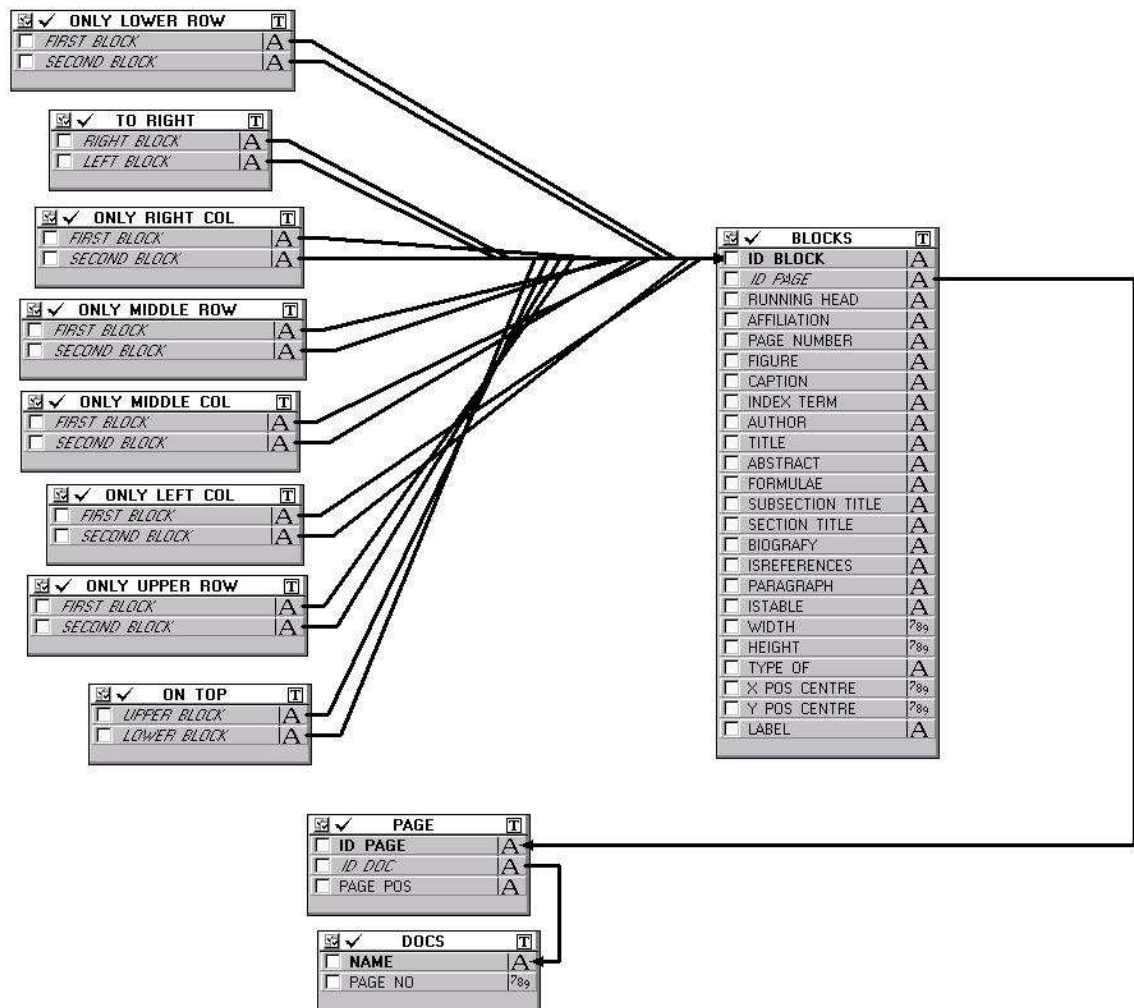 ONLY LOWER ROW T
FIRST BLOCK A
SECOND BLOCK A
TO RIGHT T
RIGHT BLOCK A
LEFT BLOCK A
ONLY RIGHT COL T
FIRST BLOCK A
SECOND BLOCK A
ONLY MIDDLE ROW T
FIRST BLOCK A
SECOND BLOCK A
ONLY MIDDLE COL T
FIRST BLOCK A
SECOND BLOCK A
ONLY LEFT COL T
FIRST BLOCK A
SECOND BLOCK A
ONLY UPPER ROW T
FIRST BLOCK A
SECOND BLOCK A
ON TOP T
UPPER BLOCK A
LOWER BLOCK A
BLOCKS T
ID BLOCK A
ID PAGE A
RUNNING HEAD A
AFFILIATION A
PAGE NUMBER A
FIGURE A
CAPTION A
INDEX TERM A
AUTHOR A
TITLE A
ABSTRACT A
FORMULAE A
SUBSECTION TITLE A
SECTION TITLE A
BIOGRAFY A
ISREFERENCES A
PARAGRAPH A
ISTABLE A
WIDTH 789
HEIGHT 789
TYPE OF A
X POS CENTRE 789
Y POS CENTRE 789
LABEL A
PAGE T
ID PAGE A
ID DOC A
PAGE POS A
DOCS T
NAME A
PAGE NO 789